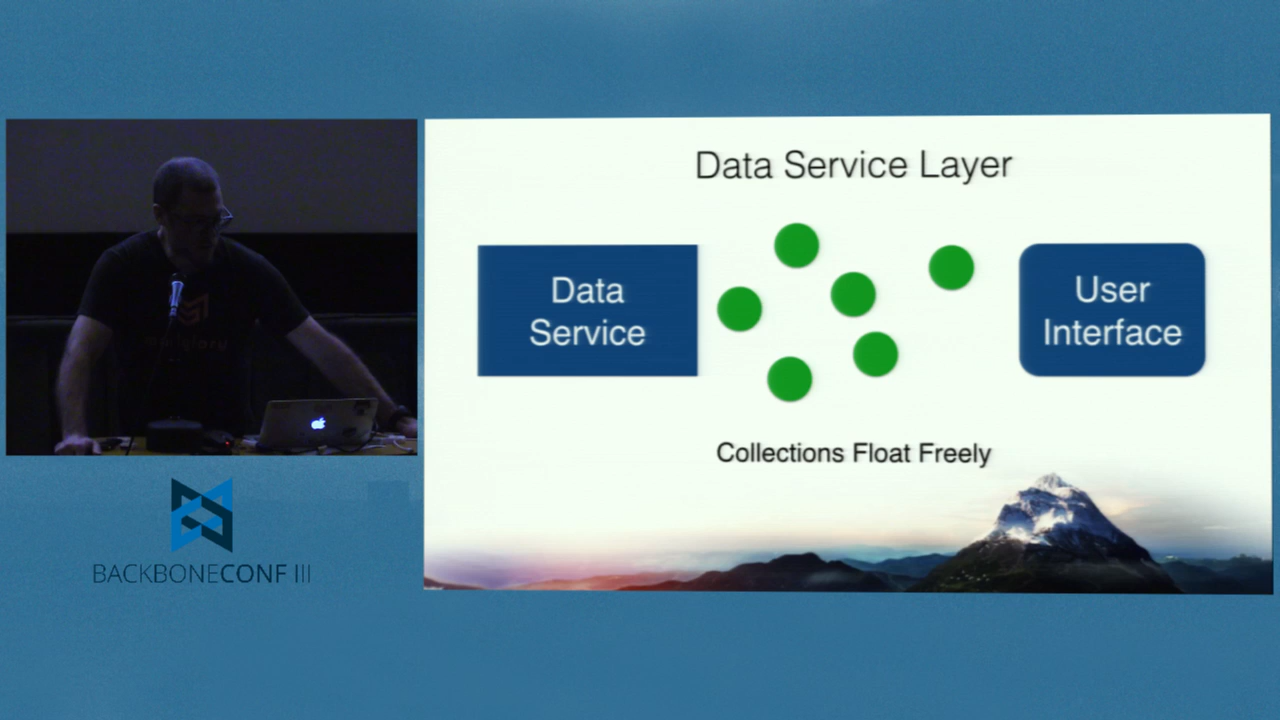 Data Service Layer
Data
Service
User
Interface
Collections Float Freely
BACKBONECONF III